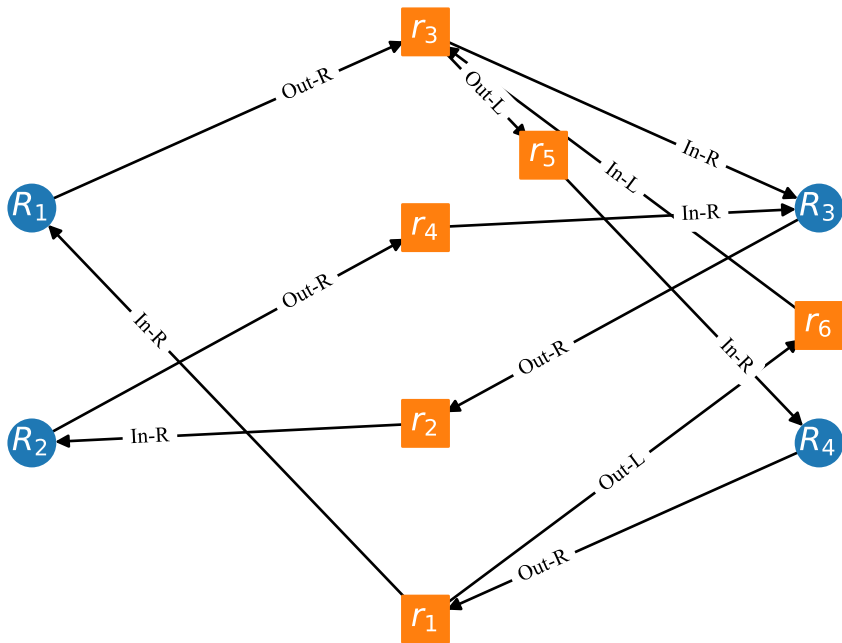 r3
Out-R
Out-L
r5
In-R
In-L
R1
R3
r4
In-R
Out-R
In-R
r6
Out-R
In-R
r2
In-R
R2
R4
Out-L
Out-R
r1